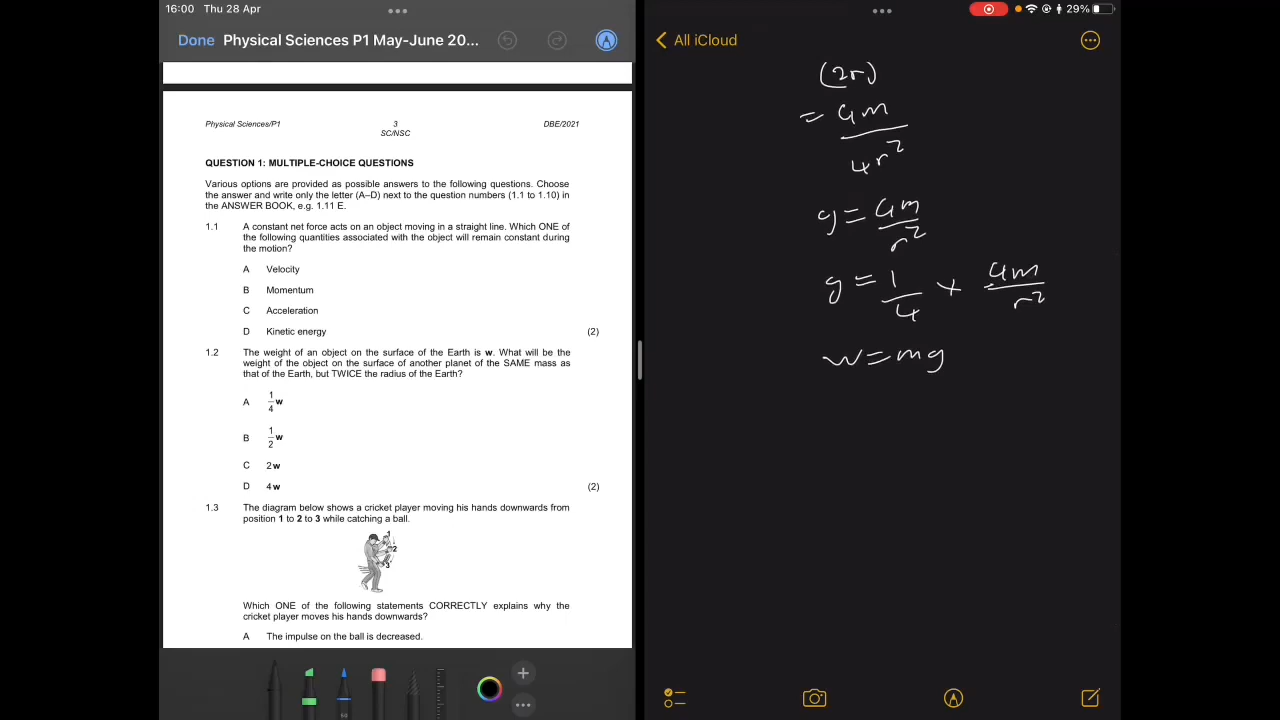 16:00 Thu 28 Apr
29%
Done Physical Sciences P1 May-June 20...
Physical Sciences/P1 3 DBE/2021
SC/NSC
QUESTION 1: MULTIPLE-CHOICE QUESTIONS
Various options are provided as possible answers to the following questions. Choose
the answer and write only the letter (A–D) next to the question numbers (1.1 to 1.10) in
the ANSWER BOOK, e.g. 1.11 E.
1.1 A constant net force acts on an object moving in a straight line. Which ONE of
the following quantities associated with the object will remain constant during
the motion?
A Velocity
B Momentum
C Acceleration
D Kinetic energy (2)
1.2 The weight of an object on the surface of the Earth is w. What will be the
weight of the object on the surface of another planet of the SAME mass as
that of the Earth, but TWICE the radius of the Earth?
A 1/4 w
B 1/2 w
C 2w
D 4w (2)
1.3 The diagram below shows a cricket player moving his hands downwards from
position 1 to 2 to 3 while catching a ball.
1
2
3
Which ONE of the following statements CORRECTLY explains why the
cricket player moves his hands downwards?
A The impulse on the ball is decreased.
All iCloud
(2r)
= GM
4r²
g = GM
r²
g = 1/4 × GM/r²
w = mg